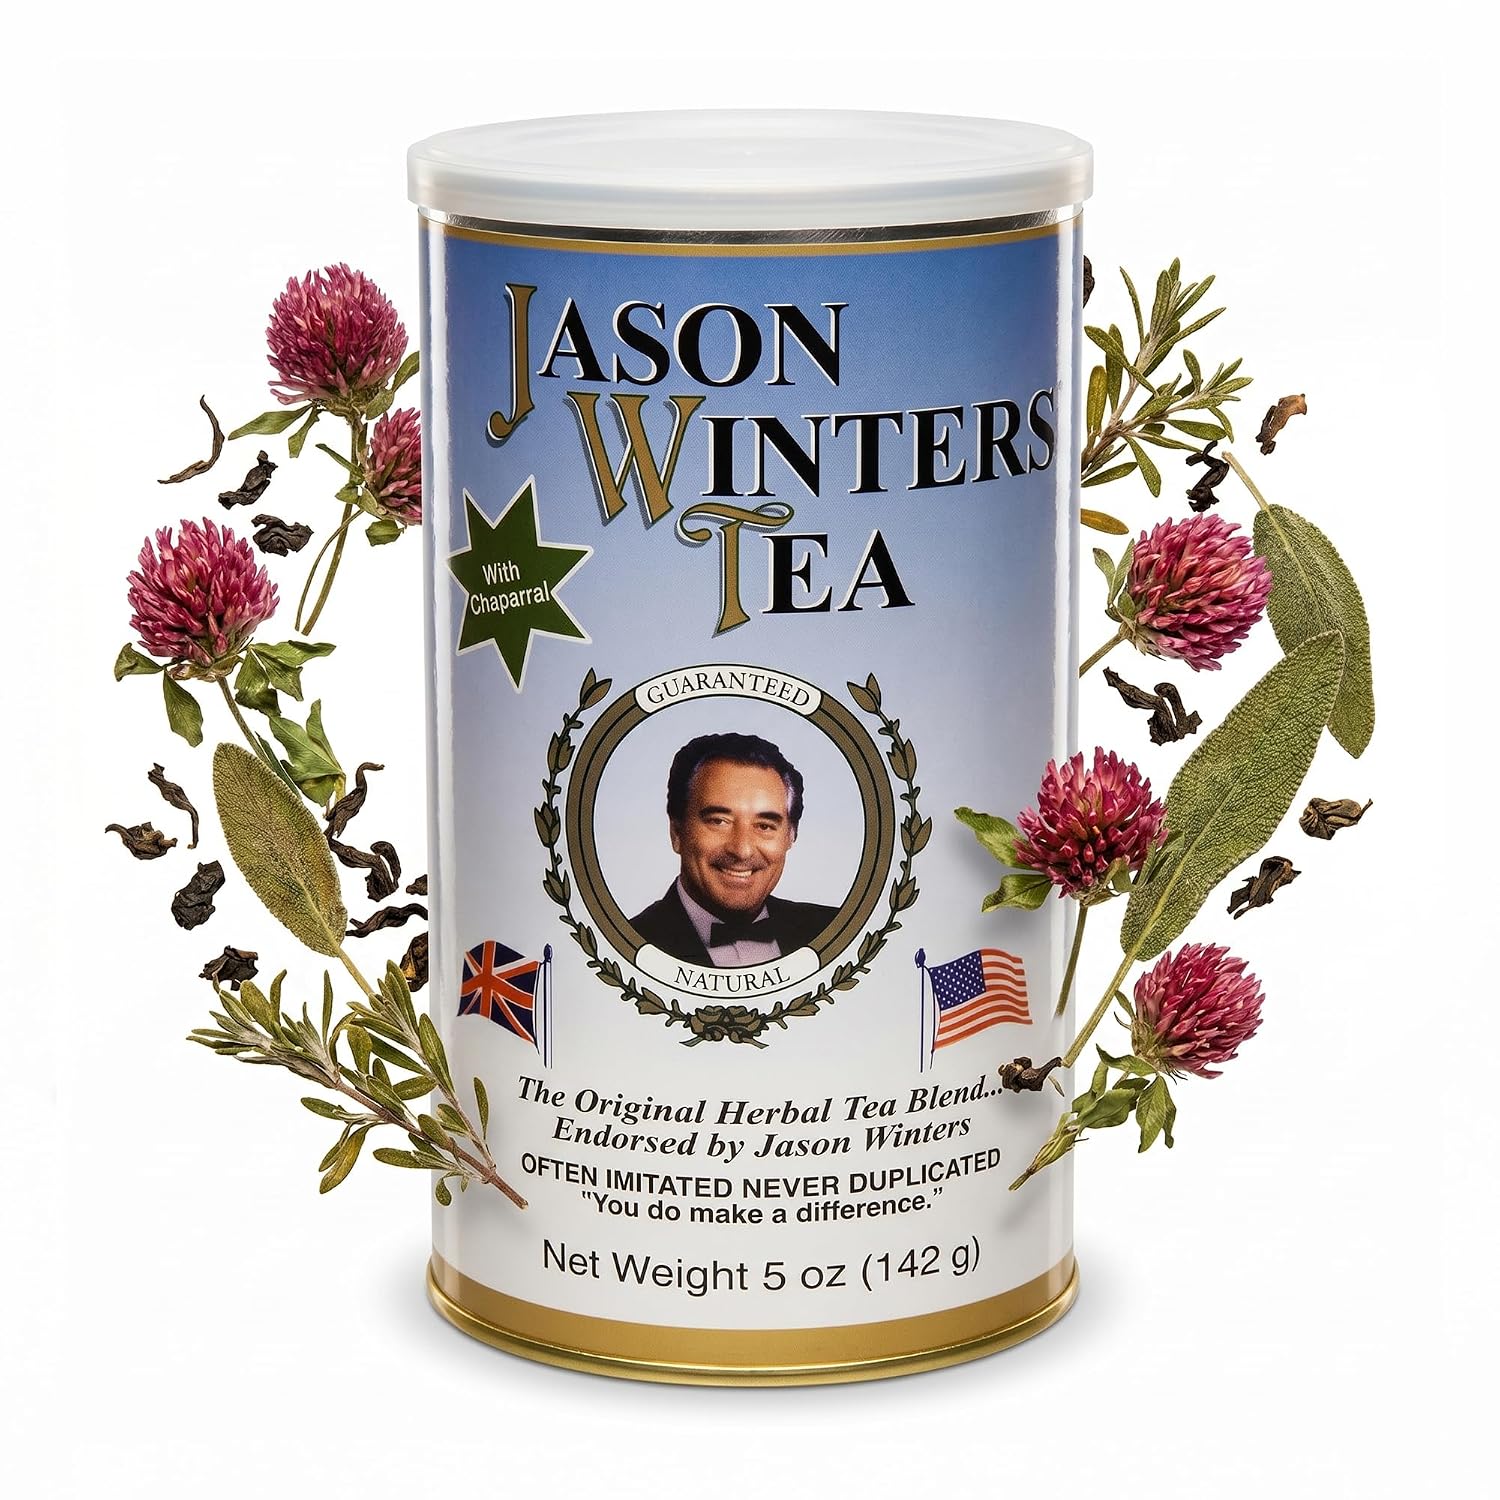 JASON
WINTERS
TEA
With
Chaparral
GUARANTEED
NATURAL
The Original Herbal Tea Blend...
Endorsed by Jason Winters
OFTEN IMITATED NEVER DUPLICATED
"You do make a difference."
Net Weight 5 oz (142 g)